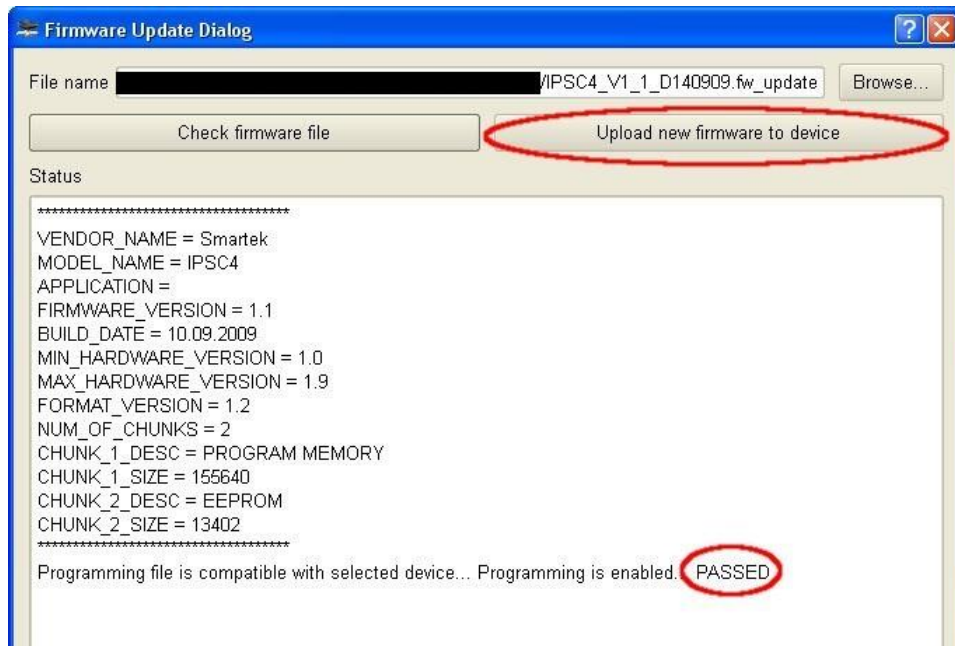 Firmware Update Dialog
File name /IPSC4_V1_1_D140909.fw_update Browse...
Check firmware file Upload new firmware to device
Status
************************************
VENDOR_NAME = Smartek
MODEL_NAME = IPSC4
APPLICATION =
FIRMWARE_VERSION = 1.1
BUILD_DATE = 10.09.2009
MIN_HARDWARE_VERSION = 1.0
MAX_HARDWARE_VERSION = 1.9
FORMAT_VERSION = 1.2
NUM_OF_CHUNKS = 2
CHUNK_1_DESC = PROGRAM MEMORY
CHUNK_1_SIZE = 155640
CHUNK_2_DESC = EEPROM
CHUNK_2_SIZE = 13402
************************************
Programming file is compatible with selected device... Programming is enabled... PASSED